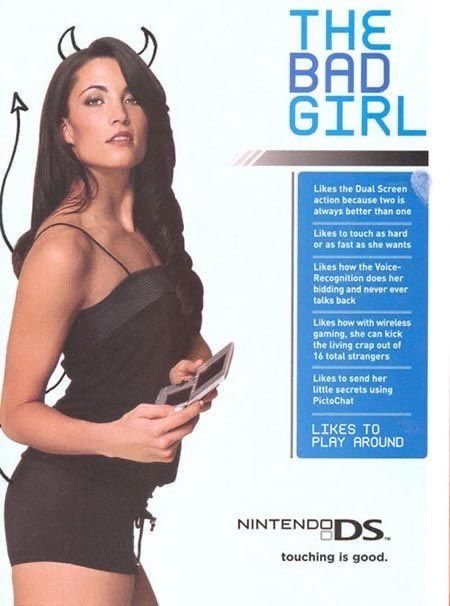 THE
BAD
GIRL
Likes the Dual Screen
action because two is
always better than one
Likes to touch as hard
or as fast as she wants
Likes how the Voice-
Recognition does her
bidding and never ever
talks back
Likes how with wireless
gaming, she can kick
the living crap out of
16 total strangers
Likes to send her
little secrets using
PictoChat
LIKES TO
PLAY AROUND
NINTENDO DS™
touching is good.